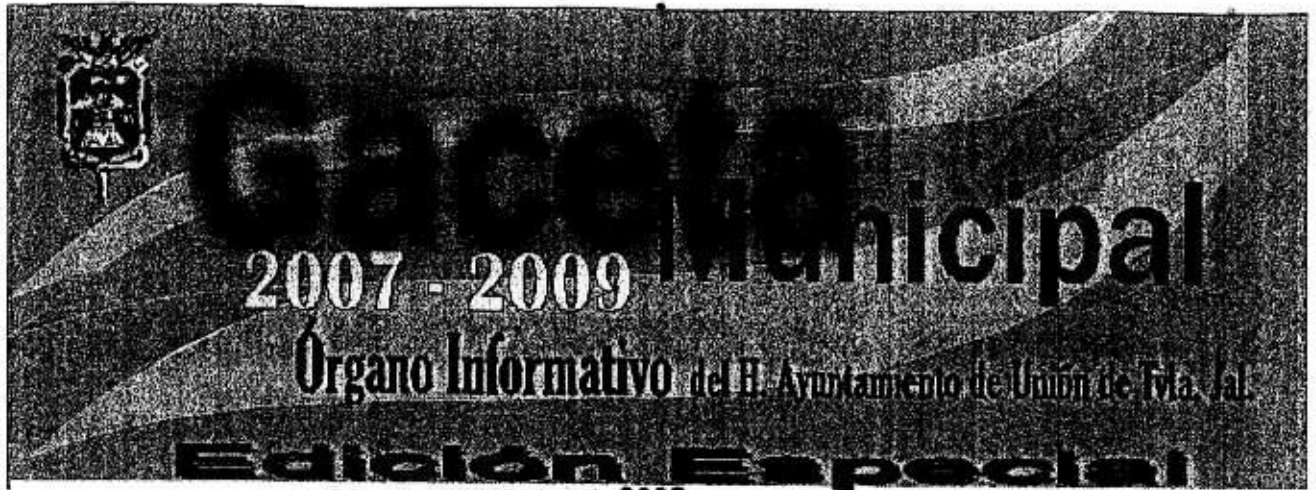 Gaceta
Municipal
2007 - 2009
Órgano Informativo del H. Ayuntamiento de Unión de Tula, Jal.
Edición Especial